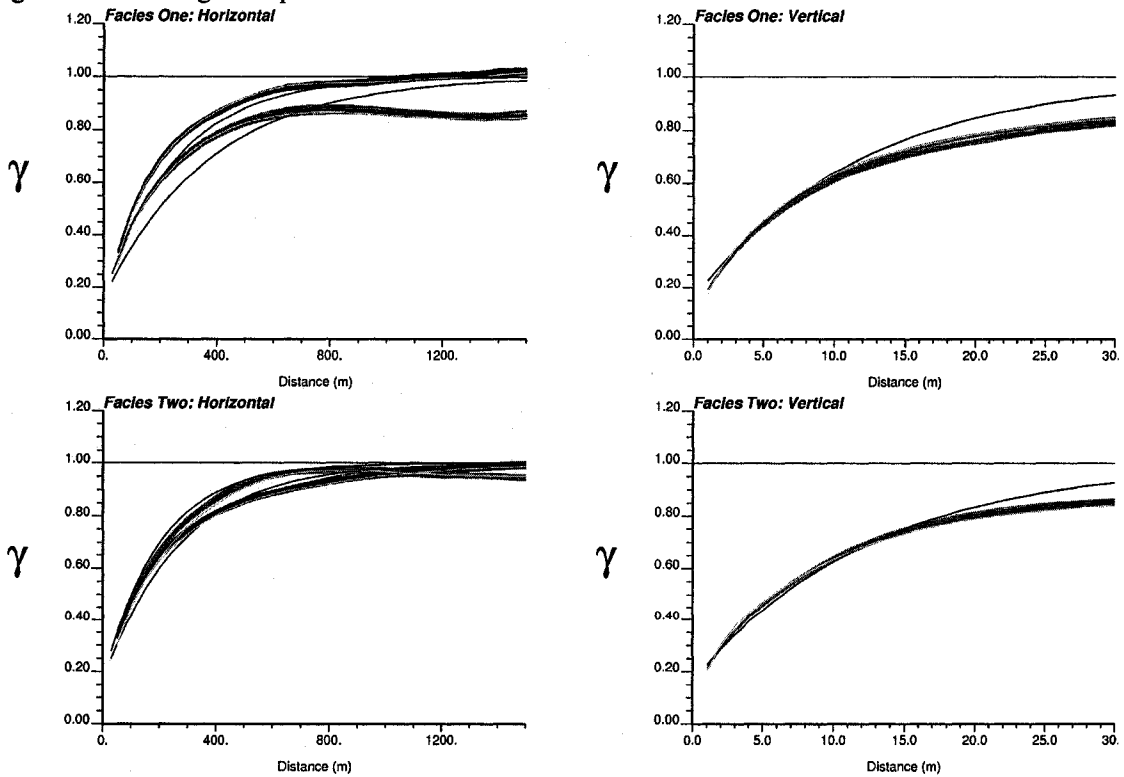 Facies One: Horizontal
1.20
1.00
0.80
0.60
0.40
0.20
0.00
γ
0. 400. 800. 1200.
Distance (m)
Facies One: Vertical
1.20
1.00
0.80
0.60
0.40
0.20
0.00
γ
0.0 5.0 10.0 15.0 20.0 25.0 30.
Distance (m)
Facies Two: Horizontal
1.20
1.00
0.80
0.60
0.40
0.20
0.00
γ
0. 400. 800. 1200.
Distance (m)
Facies Two: Vertical
1.20
1.00
0.80
0.60
0.40
0.20
0.00
γ
0.0 5.0 10.0 15.0 20.0 25.0 30.
Distance (m)